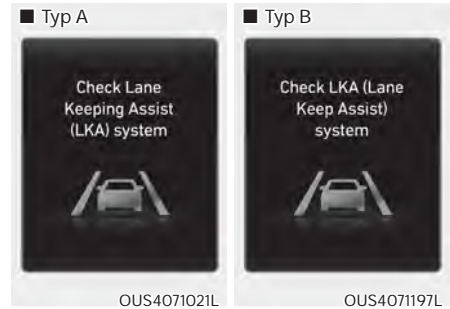 ■ Typ A
Check Lane
Keeping Assist
(LKA) system
OUS4071021L
■ Typ B
Check LKA (Lane
Keep Assist)
system
OUS4071197L